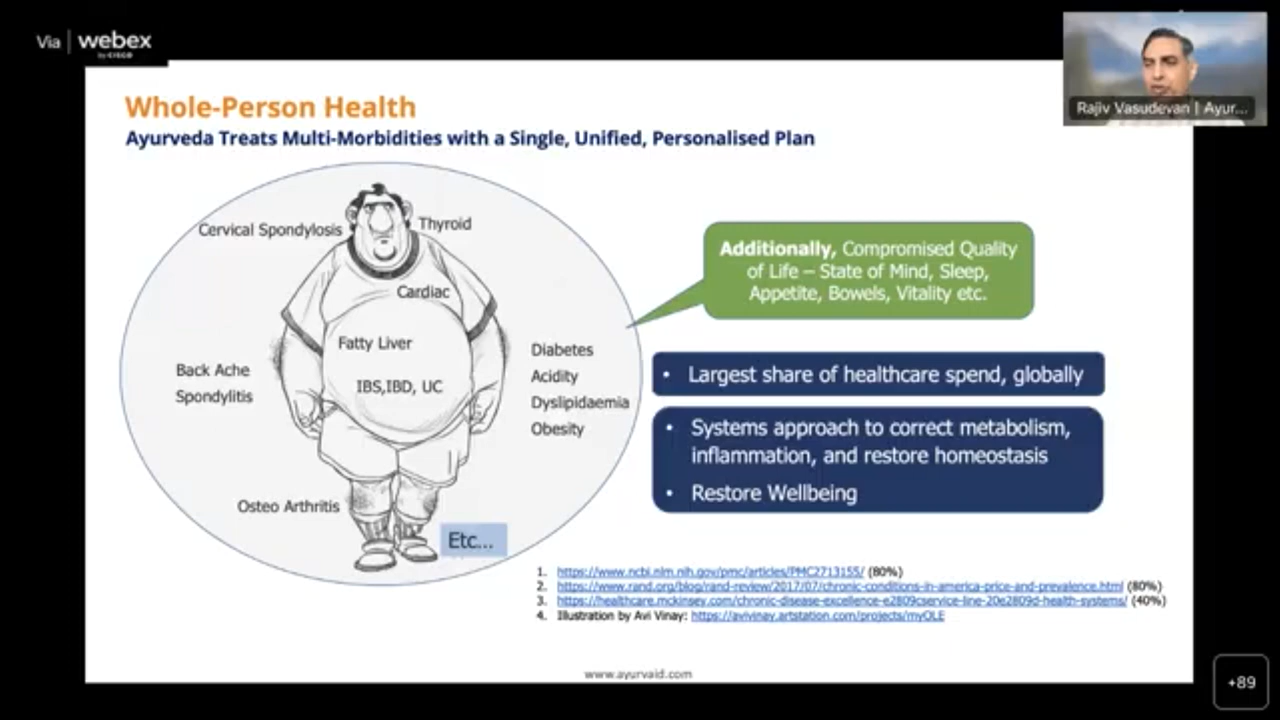 Via | webex
by CISCO
Rajiv Vasudevan | Ayur...
Whole-Person Health
Ayurveda Treats Multi-Morbidities with a Single, Unified, Personalised Plan
Cervical Spondylosis
Thyroid
Cardiac
Fatty Liver
IBS,IBD, UC
Back Ache
Spondylitis
Diabetes
Acidity
Dyslipidaemia
Obesity
Osteo Arthritis
Etc...
Additionally, Compromised Quality
of Life – State of Mind, Sleep,
Appetite, Bowels, Vitality etc.
• Largest share of healthcare spend, globally
• Systems approach to correct metabolism,
inflammation, and restore homeostasis
• Restore Wellbeing
1. https://www.ncbi.nlm.nih.gov/pmc/articles/PMC2713155/ (80%)
2. https://www.rand.org/blog/rand-review/2017/07/chronic-conditions-in-america-price-and-prevalence.html (80%)
3. https://healthcare.mckinsey.com/chronic-disease-excellence-e2809cservice-line-20e2809d-health-systems/ (40%)
4. Illustration by Avi Vinay: https://avivinay.artstation.com/projects/myOLE
www.ayurvaid.com
+89